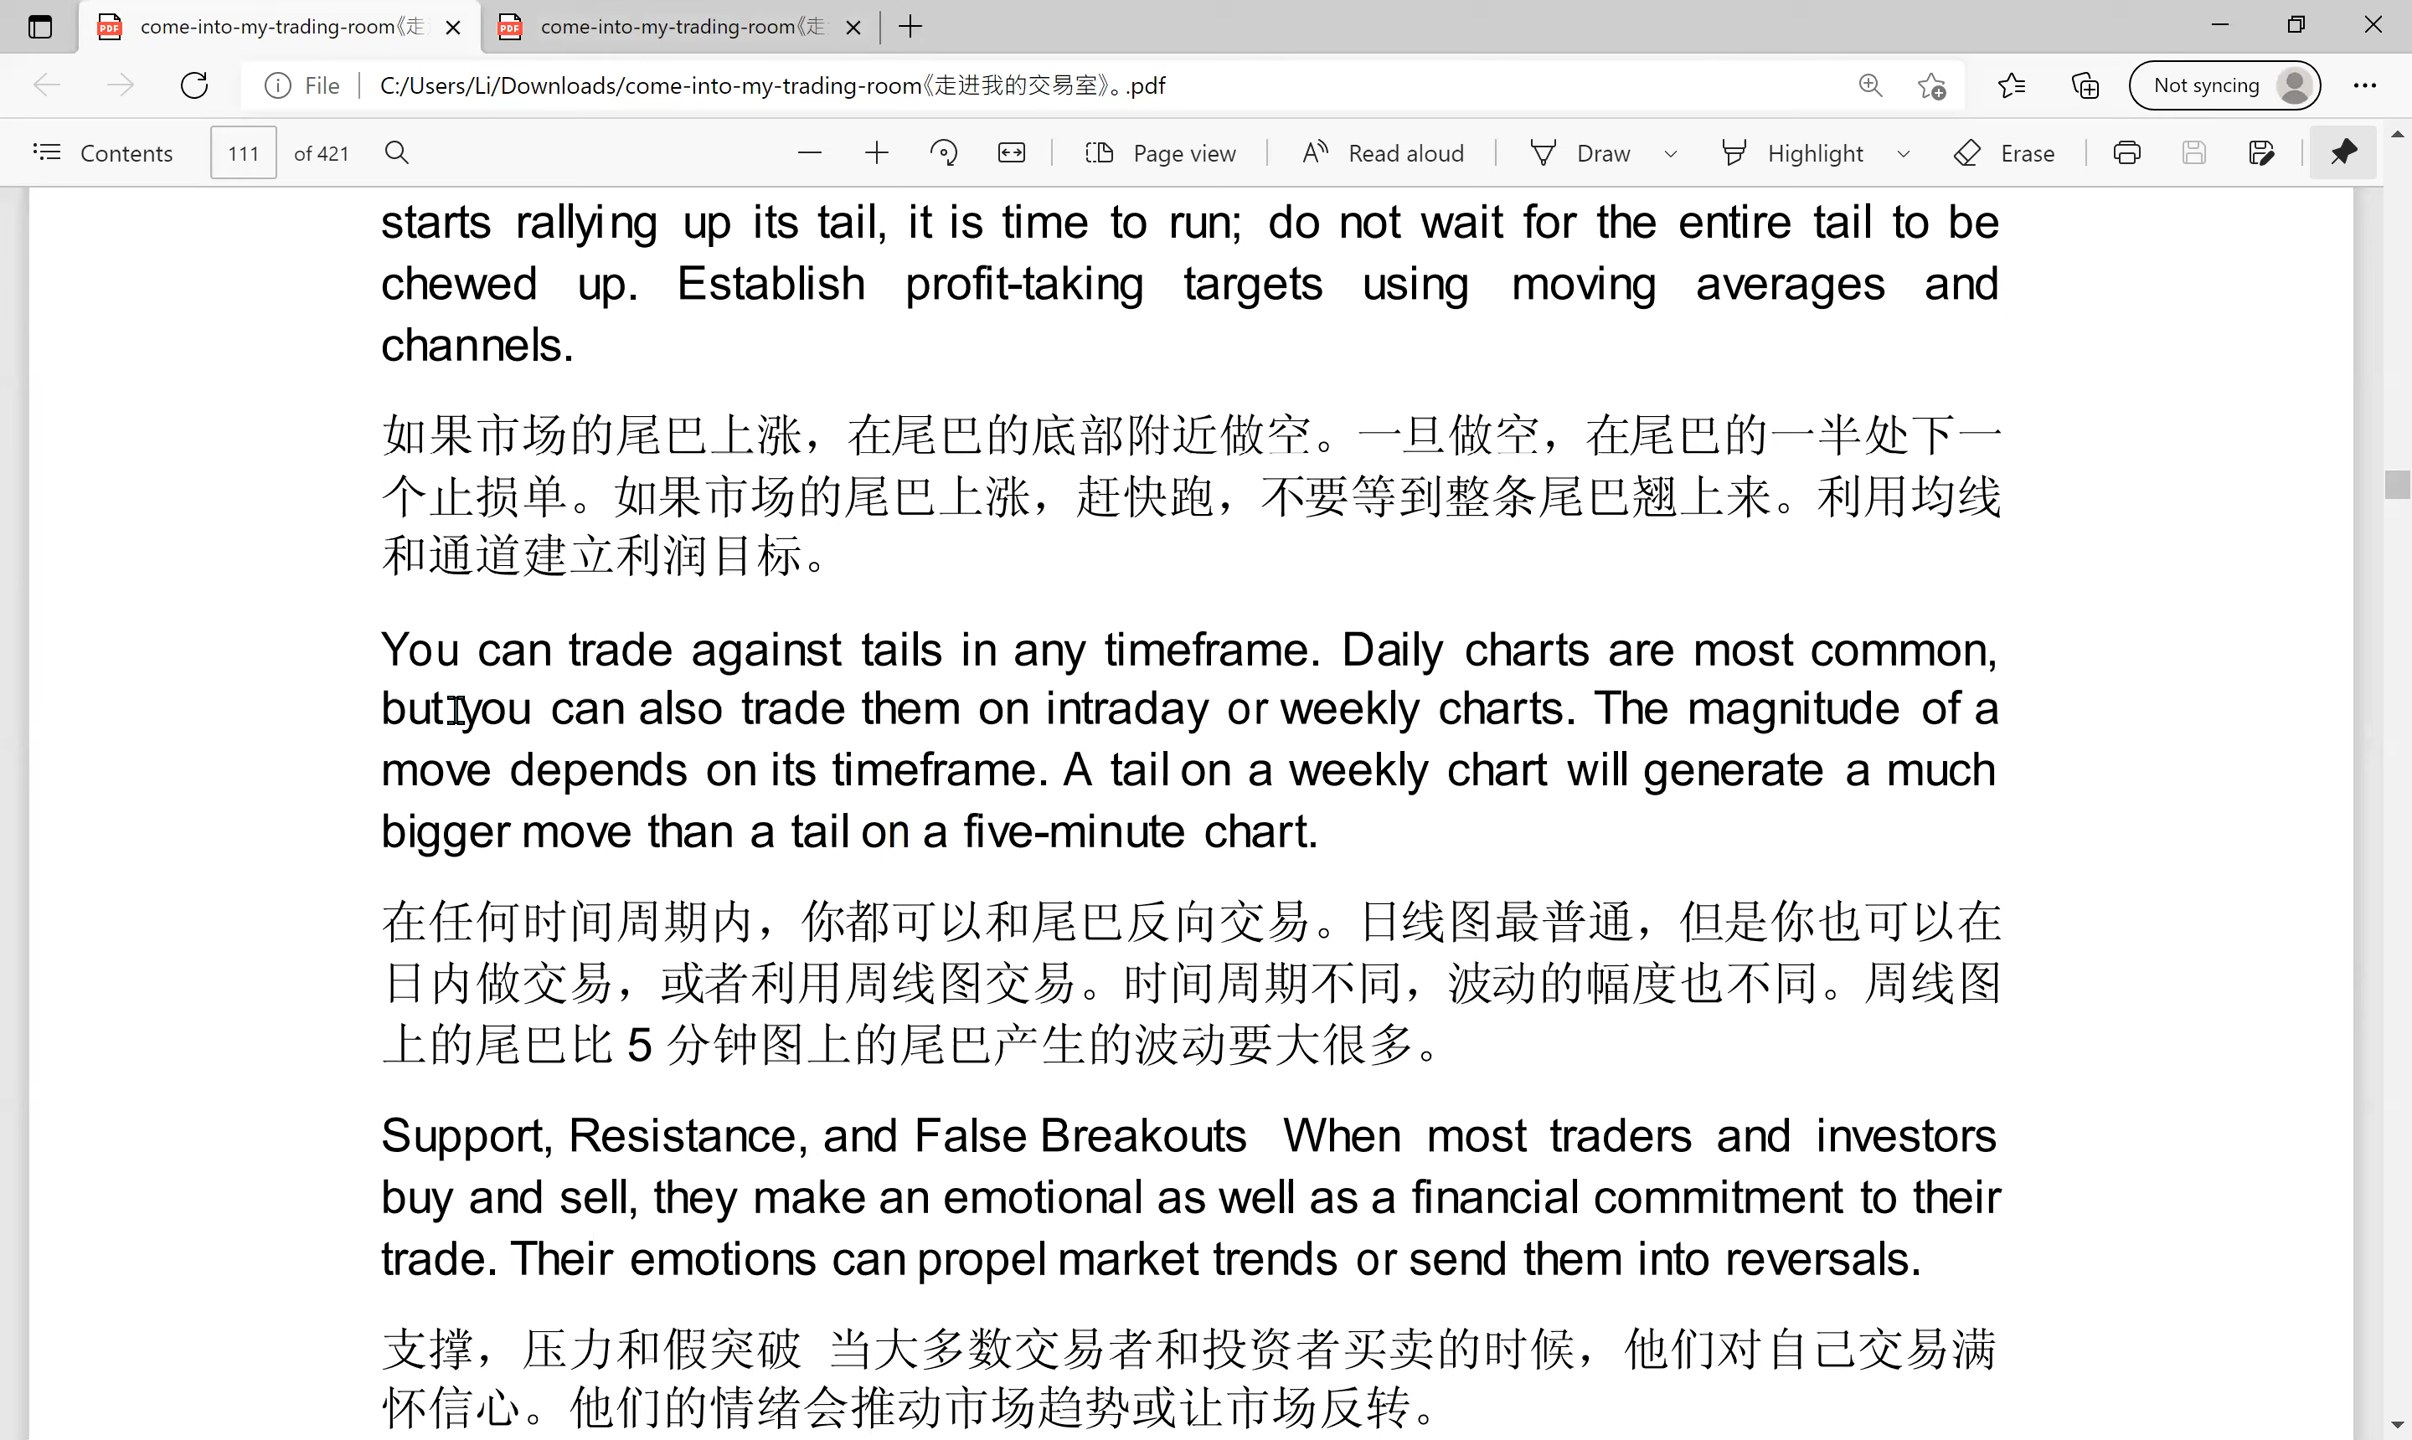 come-into-my-trading-room《走
come-into-my-trading-room《走
File
C:/Users/Li/Downloads/come-into-my-trading-room《走进我的交易室》。.pdf
Not syncing
Contents
111
of 421
Page view
Read aloud
Draw
Highlight
Erase
starts rallying up its tail, it is time to run; do not wait for the entire tail to be
chewed up. Establish profit-taking targets using moving averages and
channels.
如果市场的尾巴上涨，在尾巴的底部附近做空。一旦做空，在尾巴的一半处下一
个止损单。如果市场的尾巴上涨，赶快跑，不要等到整条尾巴翘上来。利用均线
和通道建立利润目标。
You can trade against tails in any timeframe. Daily charts are most common,
but you can also trade them on intraday or weekly charts. The magnitude of a
move depends on its timeframe. A tail on a weekly chart will generate a much
bigger move than a tail on a five-minute chart.
在任何时间周期内，你都可以和尾巴反向交易。日线图最普通，但是你也可以在
日内做交易，或者利用周线图交易。时间周期不同，波动的幅度也不同。周线图
上的尾巴比 5 分钟图上的尾巴产生的波动要大很多。
Support, Resistance, and False Breakouts When most traders and investors
buy and sell, they make an emotional as well as a financial commitment to their
trade. Their emotions can propel market trends or send them into reversals.
支撑，压力和假突破 当大多数交易者和投资者买卖的时候，他们对自己交易满
怀信心。他们的情绪会推动市场趋势或让市场反转。